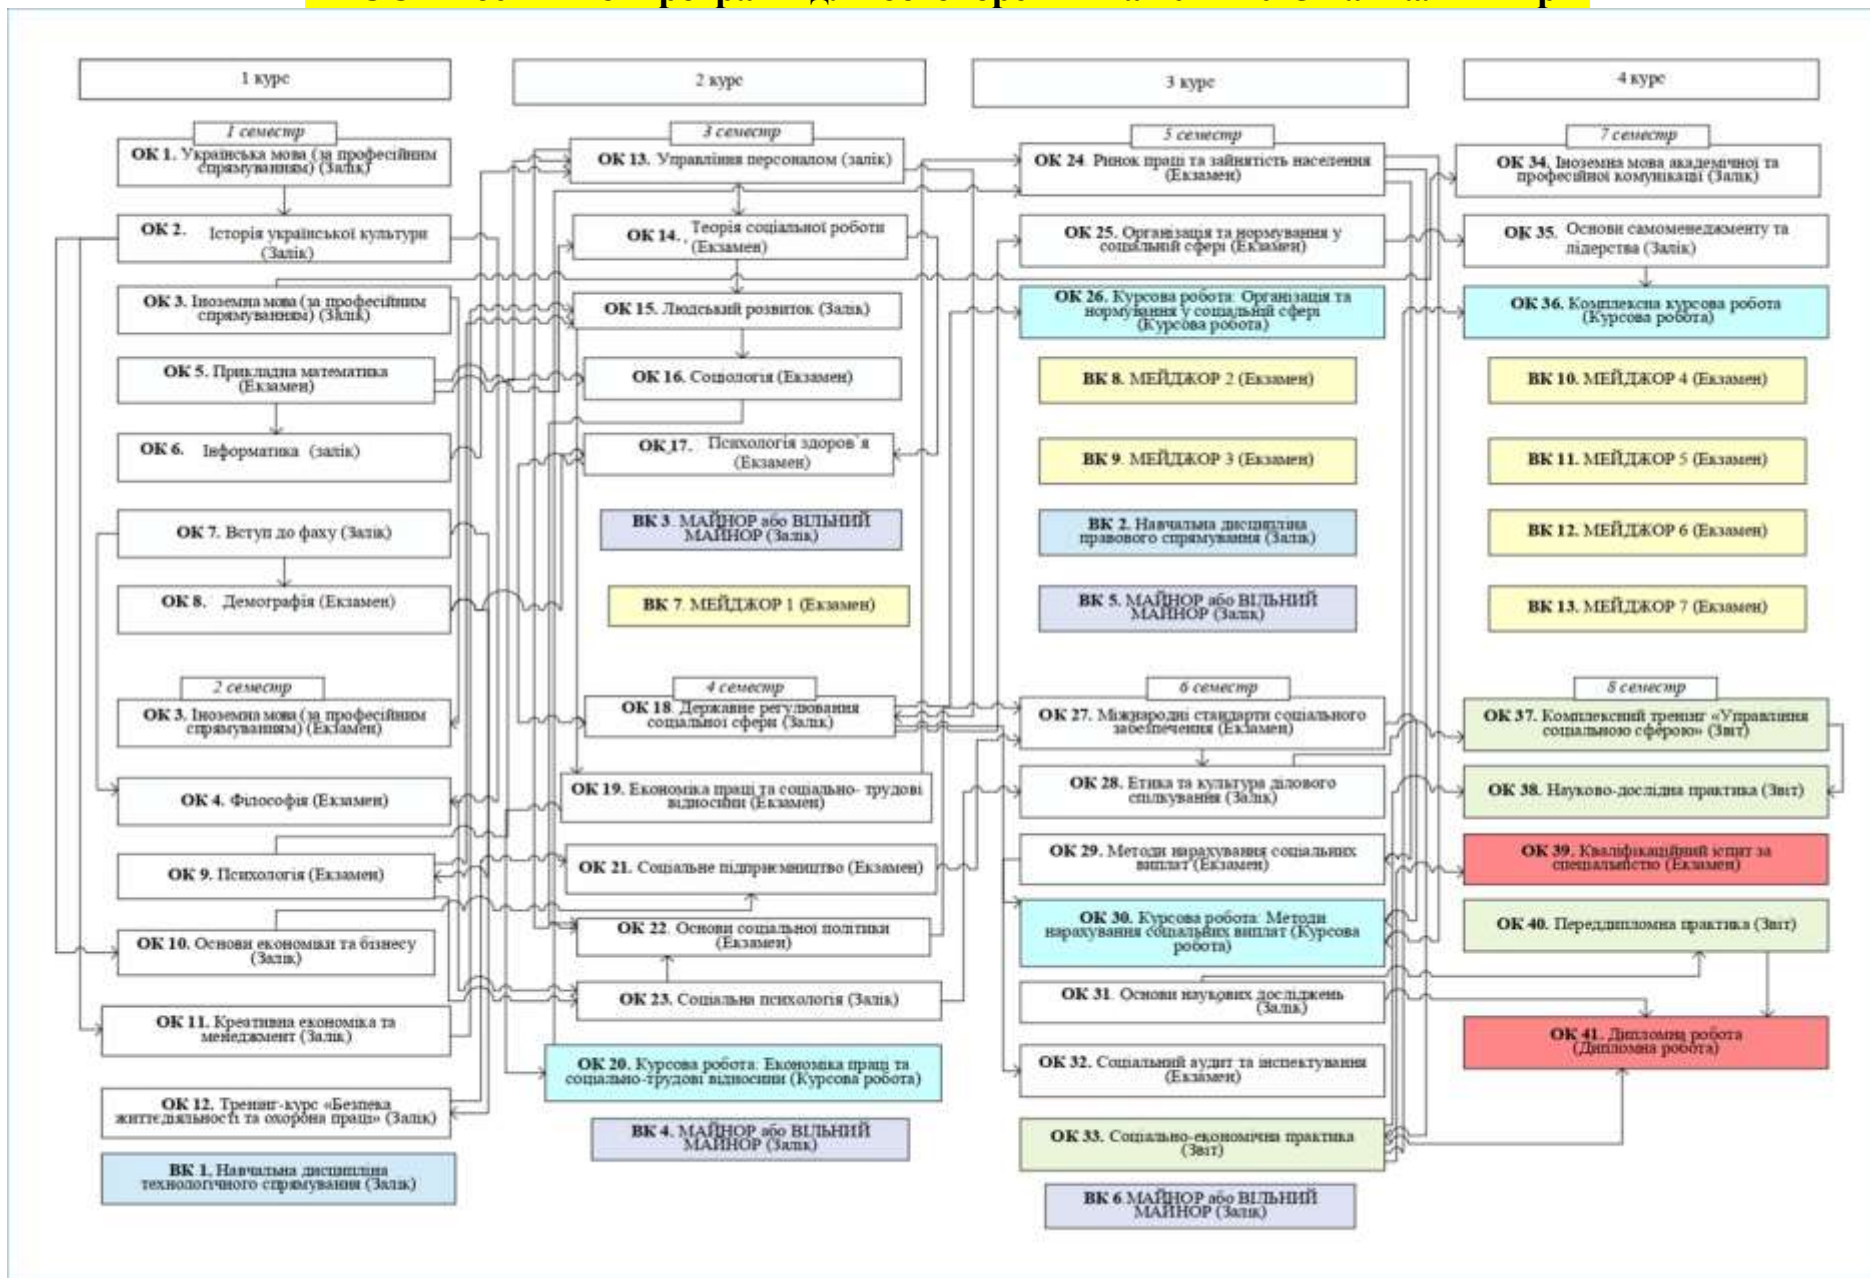 1 курс
1 семестр
ОК 1. Українська мова (за професійним
спрямуванням) (Залік)
ОК 2. Історія української культури
(Залік)
ОК 3. Іноземна мова (за професійним
спрямуванням) (Залік)
ОК 5. Прикладна математика
(Екзамен)
ОК 6. Інформатика (залік)
ОК 7. Вступ до фаху (Залік)
ОК 8. Демографія (Екзамен)
2 семестр
ОК 3. Іноземна мова (за професійним
спрямуванням) (Екзамен)
ОК 4. Філософія (Екзамен)
ОК 9. Психологія (Екзамен)
ОК 10. Основи економіки та бізнесу
(Залік)
ОК 11. Креативна економіка та
менеджмент (Залік)
ОК 12. Тренінг-курс «Безпека
життєдіяльності та охорона праці» (Залік)
ВК 1. Навчальна дисципліна
технологічного спрямування (Залік)
2 курс
3 семестр
ОК 13. Управління персоналом (залік)
ОК 14. Теорія соціальної роботи
(Екзамен)
ОК 15. Людський розвиток (Залік)
ОК 16. Соціологія (Екзамен)
ОК 17. Психологія здоров`я
(Екзамен)
ВК 3. МАЙНОР або ВІЛЬНИЙ
МАЙНОР (Залік)
ВК 7. МЕЙДЖОР 1 (Екзамен)
4 семестр
ОК 18. Державне регулювання
соціальної сфери (Залік)
ОК 19. Економіка праці та соціально- трудові
відносини (Екзамен)
ОК 21. Соціальне підприємництво (Екзамен)
ОК 22. Основи соціальної політики
(Екзамен)
ОК 23. Соціальна психологія (Залік)
ОК 20. Курсова робота: Економіка праці та
соціально-трудові відносини (Курсова робота)
ВК 4. МАЙНОР або ВІЛЬНИЙ
МАЙНОР (Залік)
3 курс
5 семестр
ОК 24. Ринок праці та зайнятість населення
(Екзамен)
ОК 25. Організація та нормування у
соціальній сфері (Екзамен)
ОК 26. Курсова робота: Організація та
нормування у соціальній сфері
(Курсова робота)
ВК 8. МЕЙДЖОР 2 (Екзамен)
ВК 9. МЕЙДЖОР 3 (Екзамен)
ВК 2. Навчальна дисципліна
правового спрямування (Залік)
ВК 5. МАЙНОР або ВІЛЬНИЙ
МАЙНОР (Залік)
6 семестр
ОК 27. Міжнародні стандарти соціального
забезпечення (Екзамен)
ОК 28. Етика та культура ділового
спілкування (Залік)
ОК 29. Методи нарахування соціальних
виплат (Екзамен)
ОК 30. Курсова робота: Методи
нарахування соціальних виплат (Курсова
робота)
ОК 31. Основи наукових досліджень
(Залік)
ОК 32. Соціальний аудит та інспектування
(Екзамен)
ОК 33. Соціально-економічна практика
(Звіт)
ВК 6 МАЙНОР або ВІЛЬНИЙ
МАЙНОР (Залік)
4 курс
7 семестр
ОК 34. Іноземна мова академічної та
професійної комунікації (Залік)
ОК 35. Основи самоменеджменту та
лідерства (Залік)
ОК 36. Комплексна курсова робота
(Курсова робота)
ВК 10. МЕЙДЖОР 4 (Екзамен)
ВК 11. МЕЙДЖОР 5 (Екзамен)
ВК 12. МЕЙДЖОР 6 (Екзамен)
ВК 13. МЕЙДЖОР 7 (Екзамен)
8 семестр
ОК 37. Комплексний тренінг «Управління
соціальною сферою» (Звіт)
ОК 38. Науково-дослідна практика (Звіт)
ОК 39. Кваліфікаційний іспит за
спеціальністю (Екзамен)
ОК 40. Переддипломна практика (Звіт)
ОК 41. Дипломна робота
(Дипломна робота)